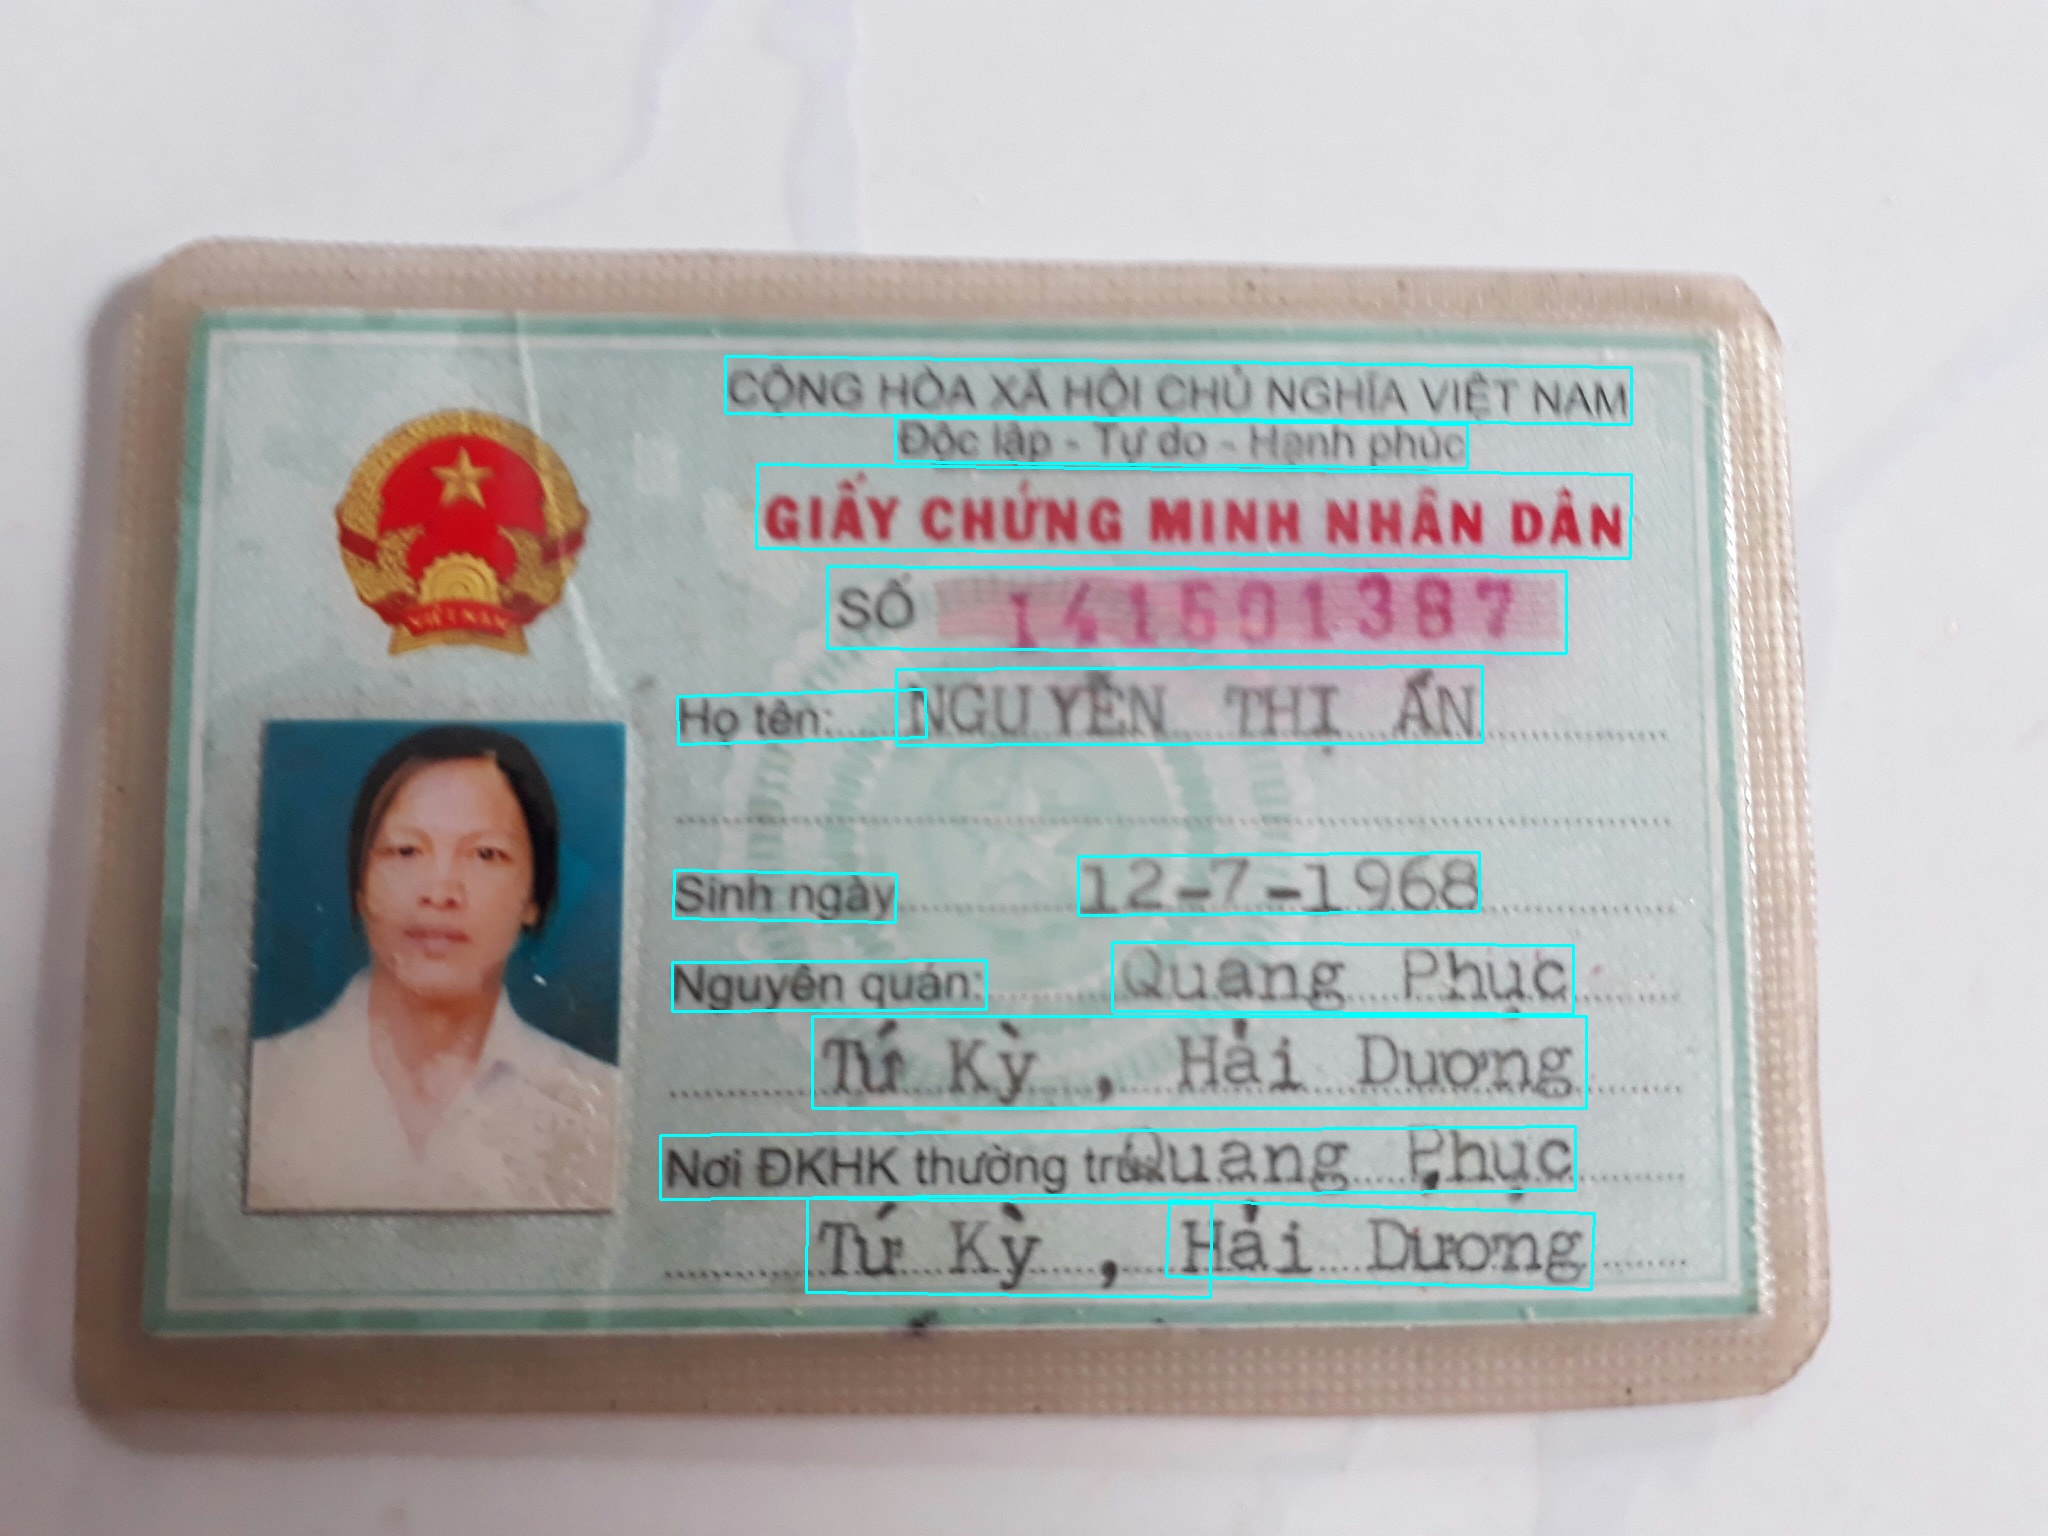 CỘNG HÒA XÃ HỘI CHỦ NGHĨA VIỆT NAM
Độc lập - Tự do - Hạnh phúc
GIẤY CHỨNG MINH NHÂN DÂN
SỐ 141601387
VIỆT NAM
Họ tên: NGUYỄN THỊ ẤN
Sinh ngày 12-7-1968
Nguyên quán: Quang Phục
Tứ Kỳ , Hải Dương
Nơi ĐKHK thường trú: Quang Phục
Tứ Kỳ , Hải Dương